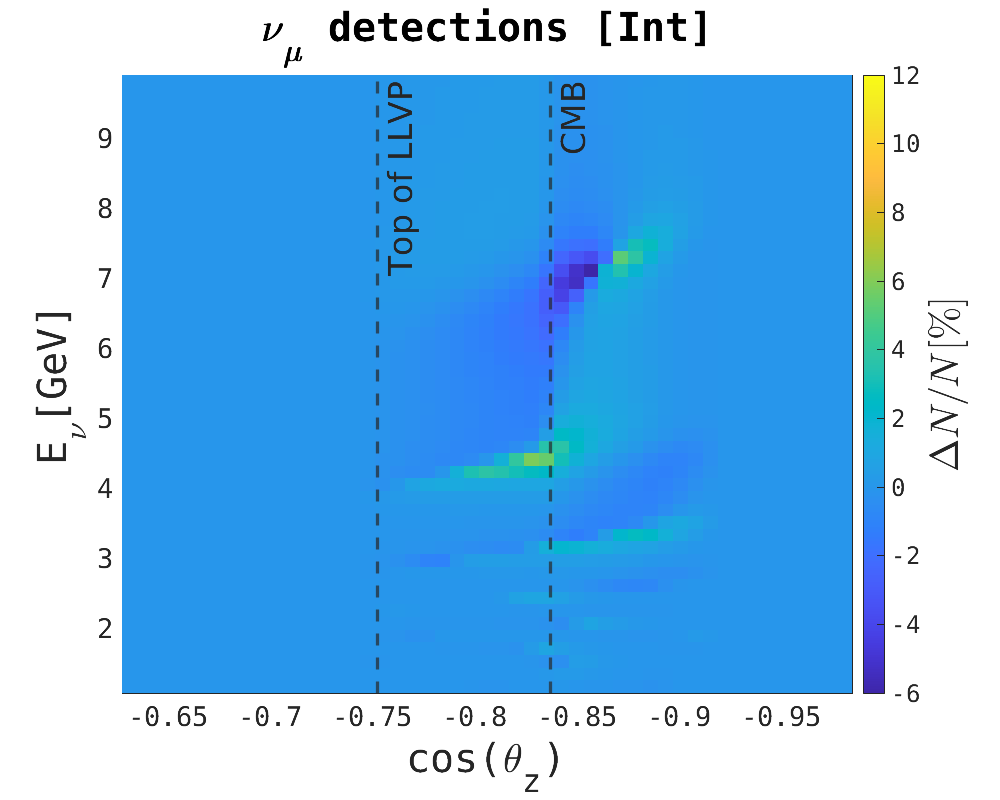 ν_μ detections [Int]
Top of LLVP
CMB
9
8
7
6
5
4
3
2
E_ν[GeV]
-0.65 -0.7 -0.75 -0.8 -0.85 -0.9 -0.95
cos(θ_z)
12
10
8
6
4
2
0
-2
-4
-6
ΔN/N[%]